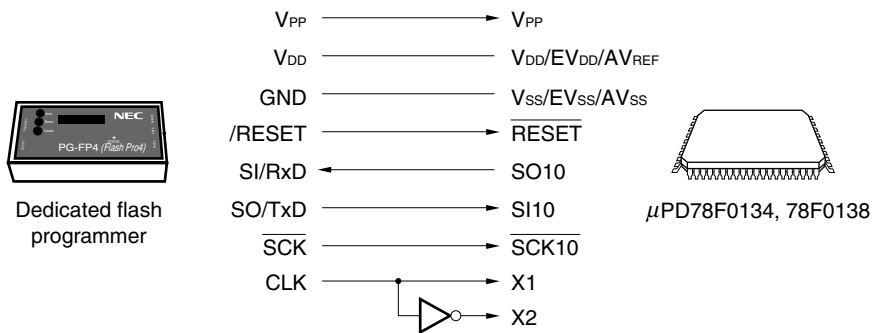 VPP VPP
VDD VDD/EVDD/AVREF
GND VSS/EVSS/AVSS
/RESET RESET
SI/RxD SO10
SO/TxD SI10
SCK SCK10
CLK X1
X2
NEC
PG-FP4 (Flash Pro4)
Dedicated flash
programmer
μPD78F0134, 78F0138